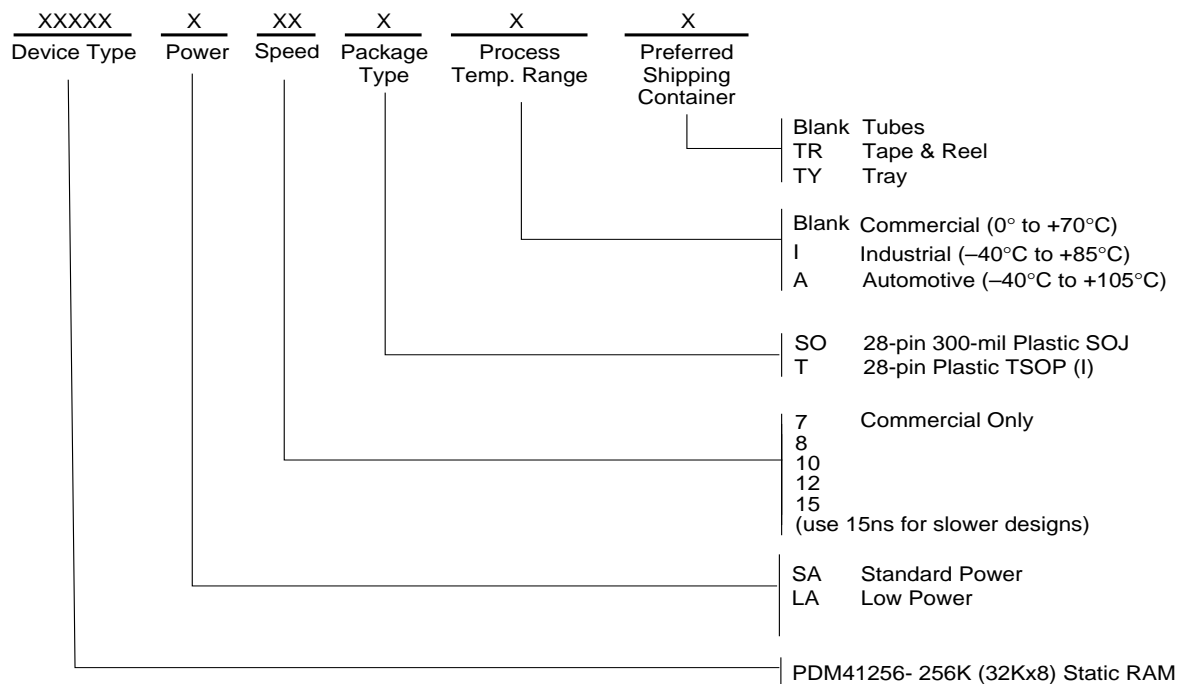 XXXXX X XX X X X
Device Type Power Speed Package Process Preferred
Type Temp. Range Shipping
Container
Blank Tubes
TR Tape & Reel
TY Tray
Blank Commercial (0° to +70°C)
I Industrial (–40°C to +85°C)
A Automotive (–40°C to +105°C)
SO 28-pin 300-mil Plastic SOJ
T 28-pin Plastic TSOP (I)
7 Commercial Only
8
10
12
15
(use 15ns for slower designs)
SA Standard Power
LA Low Power
PDM41256- 256K (32Kx8) Static RAM